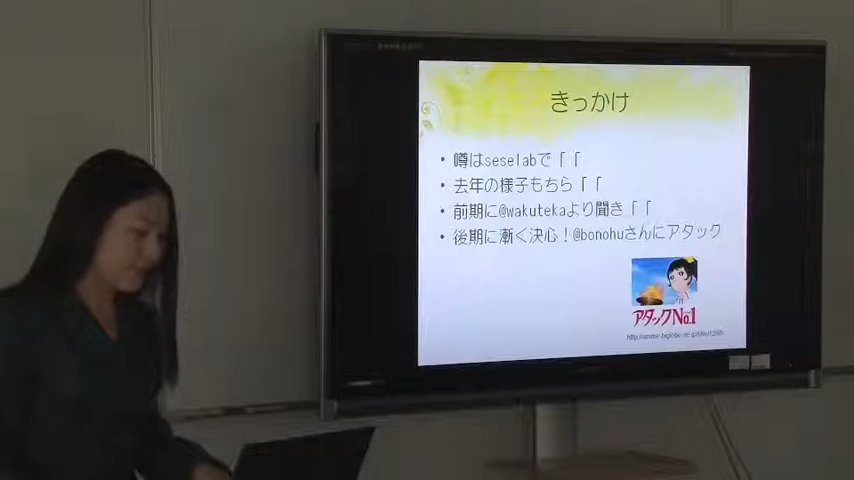 きっかけ
・噂はseselabで「「
・去年の様子もちら「「
・前期に@wakutekaより聞き「「
・後期に漸く決心！@bonohuさんにアタック
アタックNo.1